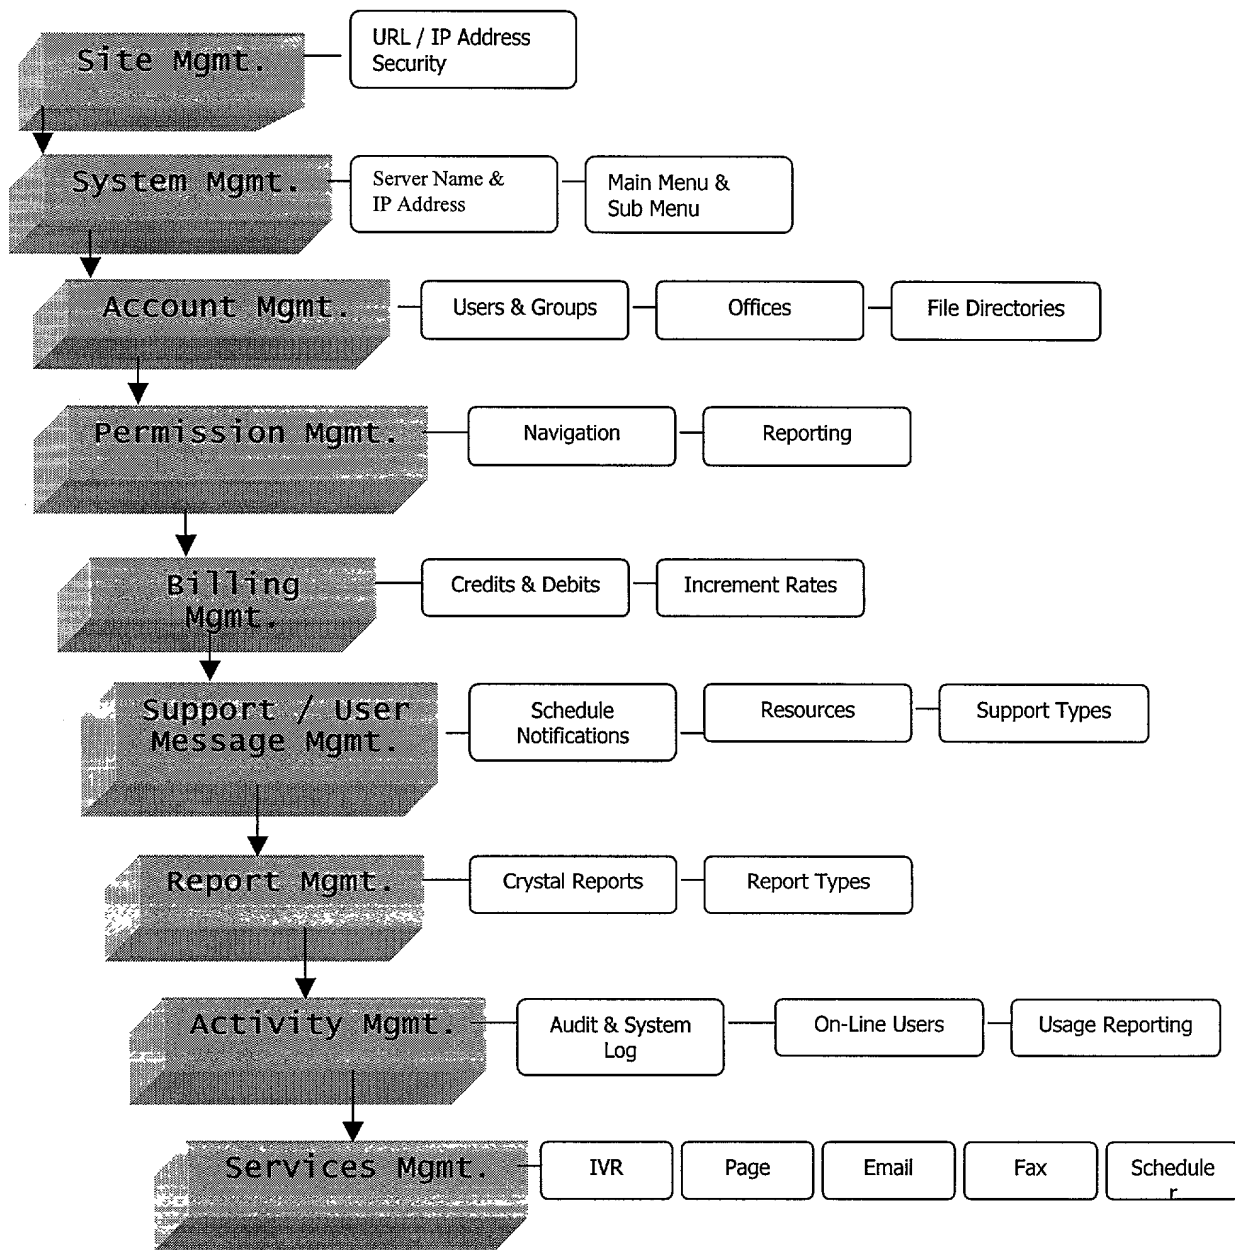 Site Mgmt.
URL / IP Address
Security
System Mgmt.
Server Name &
IP Address
Main Menu &
Sub Menu
Account Mgmt.
Users & Groups
Offices
File Directories
Permission Mgmt.
Navigation
Reporting
Billing
Mgmt.
Credits & Debits
Increment Rates
Support / User
Message Mgmt.
Schedule
Notifications
Resources
Support Types
Report Mgmt.
Crystal Reports
Report Types
Activity Mgmt.
Audit & System
Log
On-Line Users
Usage Reporting
Services Mgmt.
IVR
Page
Email
Fax
Schedule
r